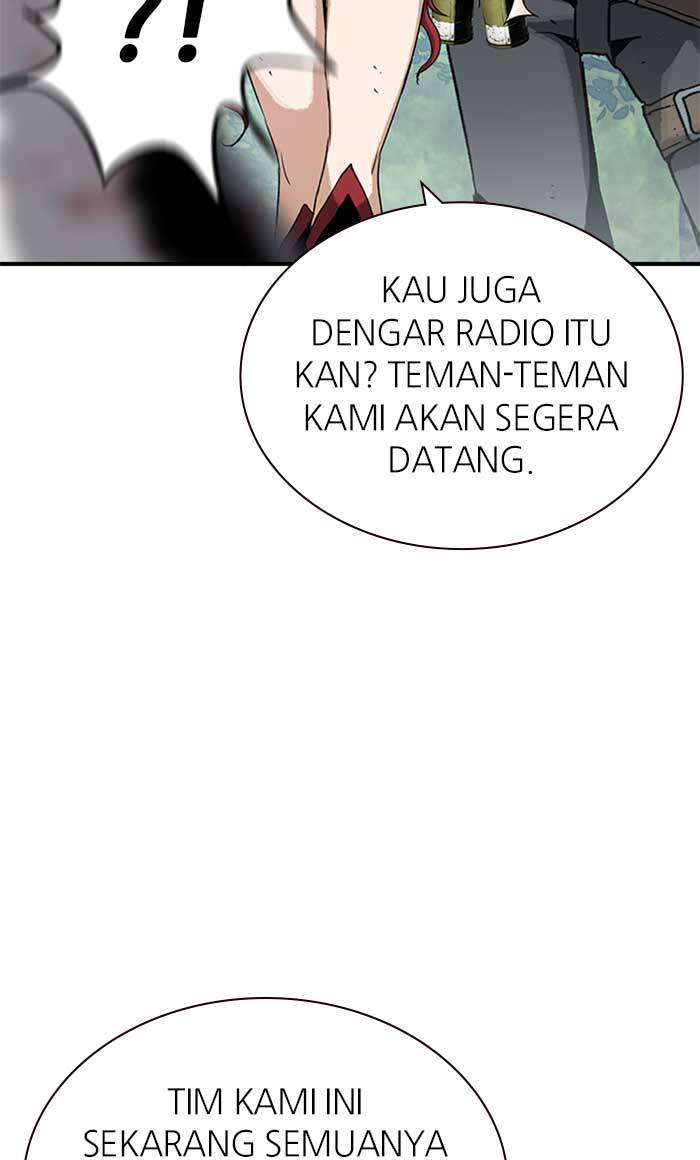 ?!
KAU JUGA
DENGAR RADIO ITU
KAN? TEMAN-TEMAN
KAMI AKAN SEGERA
DATANG.
TIM KAMI INI
SEKARANG SEMUANYA